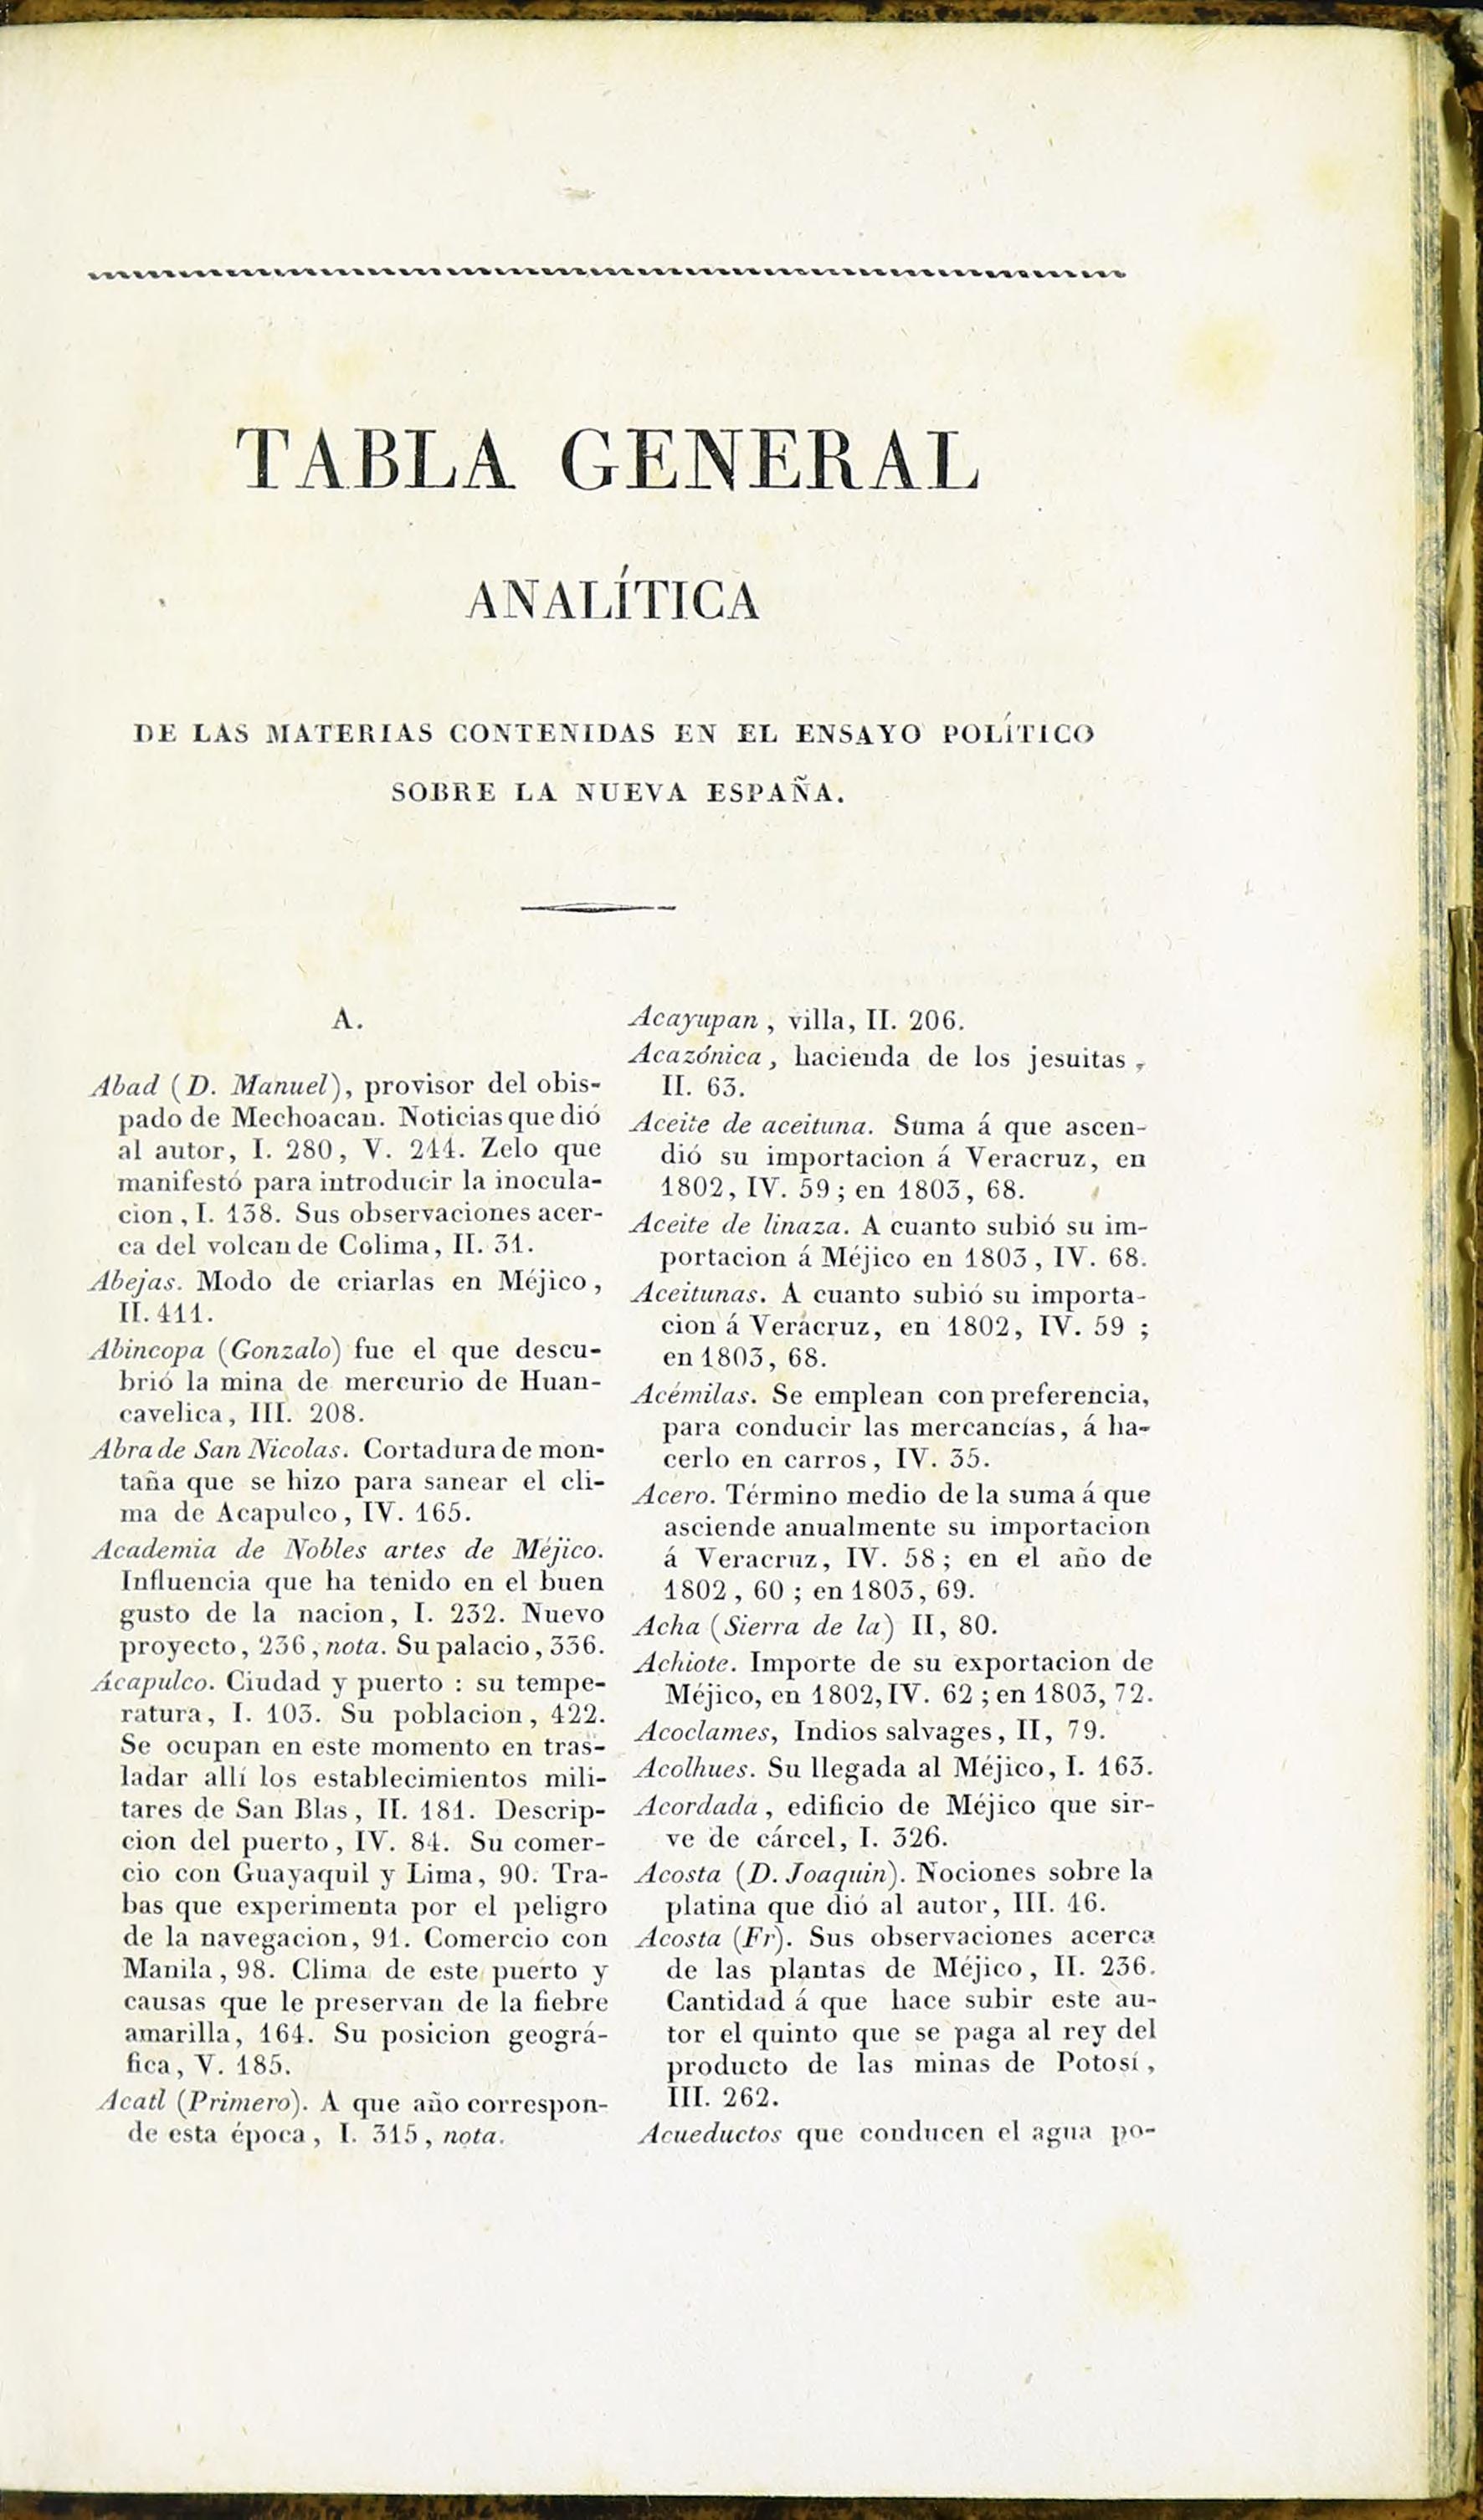 TABLA GENERAL
ANALÍTICA
DE LAS MATERIAS CONTENIDAS EN EL ENSAYO POLÍTICO
SOBRE LA NUEVA ESPAÑA.
A.
Abad (D. Manuel), provisor del obis-
pado de Mechoacan. Noticias que dió
al autor, I. 280, V. 244. Zelo que
manifestó para introducir la inocula-
cion, I. 138. Sus observaciones acer-
ca del volcan de Colima, II. 31.
Abejas. Modo de criarlas en Méjico,
II. 411.
Abincopa (Gonzalo) fue el que descu-
brió la mina de mercurio de Huan-
cavelica, III. 208.
Abra de San Nicolas. Cortadura de mon-
taña que se hizo para sanear el cli-
ma de Acapulco, IV. 165.
Academia de Nobles artes de Méjico.
Influencia que ha tenido en el buen
gusto de la nacion, I. 232. Nuevo
proyecto, 236, nota. Su palacio, 336.
Acapulco. Ciudad y puerto : su tempe-
ratura, I. 103. Su poblacion, 422.
Se ocupan en este momento en tras-
ladar allí los establecimientos mili-
tares de San Blas, II. 181. Descrip-
cion del puerto, IV. 84. Su comer-
cio con Guayaquil y Lima, 90. Tra-
bas que experimenta por el peligro
de la navegacion, 91. Comercio con
Manila, 98. Clima de este puerto y
causas que le preservan de la fiebre
amarilla, 164. Su posicion geográ-
fica, V. 185.
Acatl (Primero). A que año correspon-
de esta época, I. 315, nota.
Acayupan, villa, II. 206.
Acazónica, hacienda de los jesuitas,
II. 63.
Aceite de aceituna. Suma á que ascen-
dió su importacion á Veracruz, en
1802, IV. 59; en 1803, 68.
Aceite de linaza. A cuanto subió su im-
portacion á Méjico en 1803, IV. 68.
Aceitunas. A cuanto subió su importa-
cion á Veracruz, en 1802, IV. 59 ;
en 1803, 68.
Acémilas. Se emplean con preferencia,
para conducir las mercancías, á ha-
cerlo en carros, IV. 35.
Acero. Término medio de la suma á que
asciende anualmente su importacion
á Veracruz, IV. 58; en el año de
1802, 60 ; en 1803, 69.
Acha (Sierra de la) II, 80.
Achiote. Importe de su exportacion de
Méjico, en 1802, IV. 62 ; en 1803, 72.
Acoclames, Indios salvages, II, 79.
Acolhues. Su llegada al Méjico, I. 163.
Acordada, edificio de Méjico que sir-
ve de cárcel, I. 326.
Acosta (D. Joaquin). Nociones sobre la
platina que dió al autor, III. 46.
Acosta (Fr). Sus observaciones acerca
de las plantas de Méjico, II. 236.
Cantidad á que hace subir este au-
tor el quinto que se paga al rey del
producto de las minas de Potosí,
III. 262.
Acueductos que conducen el agua po-